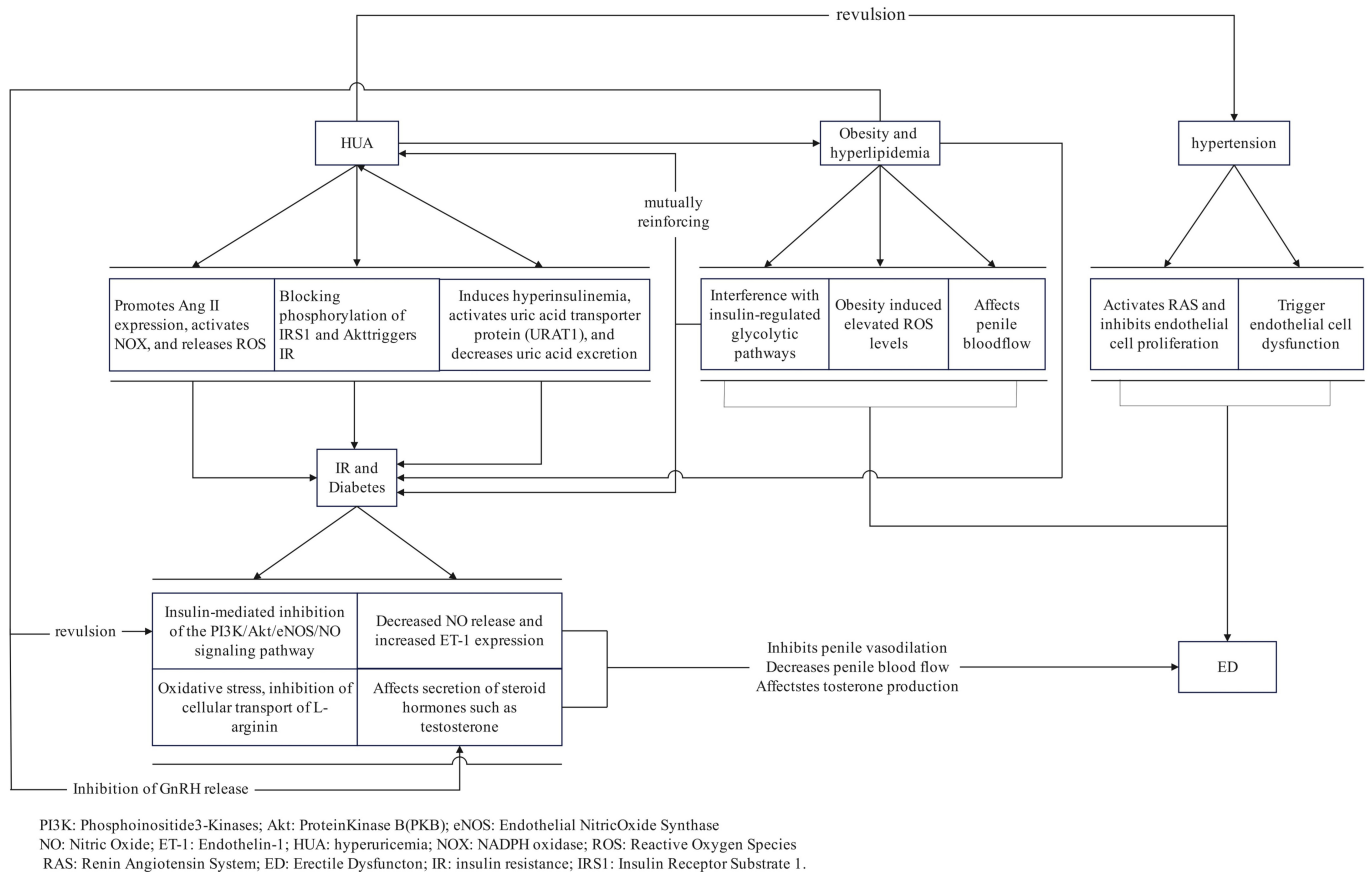 revulsion
HUA
Obesity and
hyperlipidemia
hypertension
mutually
reinforcing
Promotes Ang II
expression, activates
NOX, and releases ROS
Blocking
phosphorylation of
IRS1 and Akttriggers
IR
Induces hyperinsulinemia,
activates uric acid transporter
protein (URAT1), and
decreases uric acid excretion
Interference with
insulin-regulated
glycolytic
pathways
Obesity induced
elevated ROS
levels
Affects
penile
bloodflow
Activates RAS and
inhibits endothelial
cell proliferation
Trigger
endothelial cell
dysfunction
IR and
Diabetes
revulsion
Insulin-mediated inhibition
of the PI3K/Akt/eNOS/NO
signaling pathway
Decreased NO release and
increased ET-1 expression
Oxidative stress, inhibition of
cellular transport of L-
arginin
Affects secretion of steroid
hormones such as
testosterone
Inhibits penile vasodilation
Decreases penile blood flow
Affectstes tosterone production
ED
Inhibition of GnRH release
PI3K: Phosphoinositide3-Kinases; Akt: ProteinKinase B(PKB); eNOS: Endothelial NitricOxide Synthase
NO: Nitric Oxide; ET-1: Endothelin-1; HUA: hyperuricemia; NOX: NADPH oxidase; ROS: Reactive Oxygen Species
RAS: Renin Angiotensin System; ED: Erectile Dysfuncton; IR: insulin resistance; IRS1: Insulin Receptor Substrate 1.